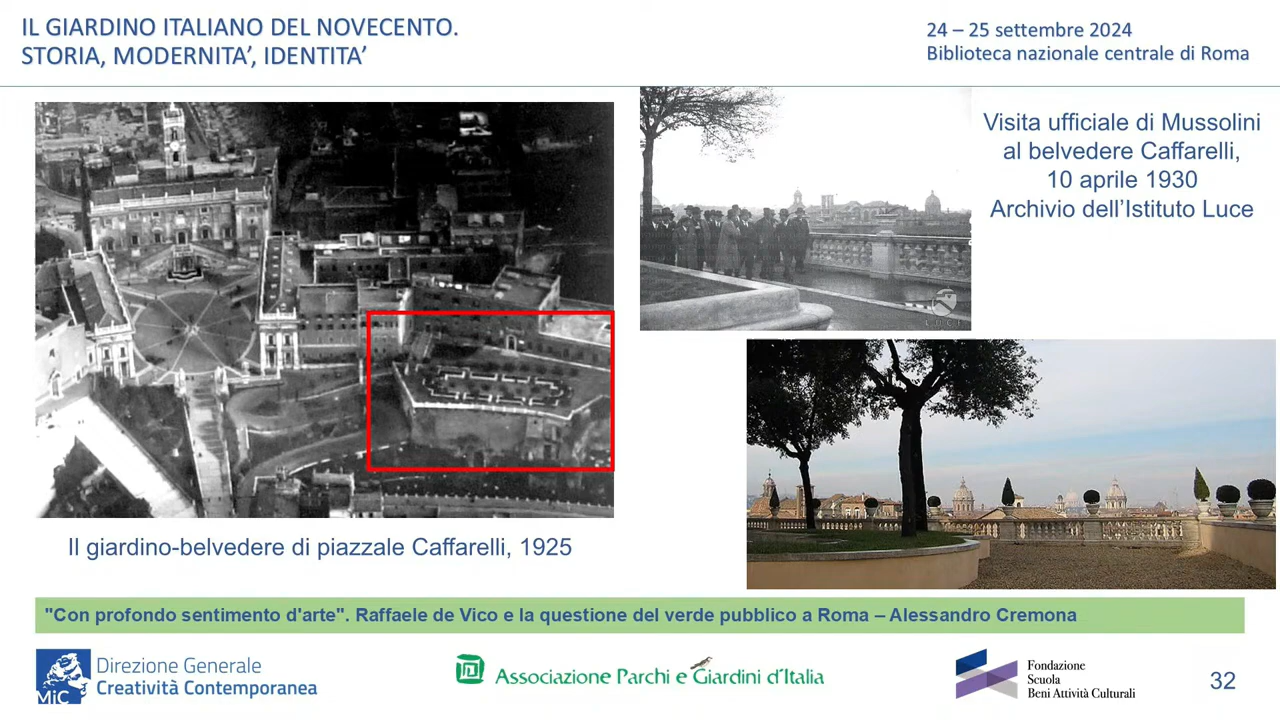 IL GIARDINO ITALIANO DEL NOVECENTO.
STORIA, MODERNITA’, IDENTITA’
24 – 25 settembre 2024
Biblioteca nazionale centrale di Roma
Visita ufficiale di Mussolini
al belvedere Caffarelli,
10 aprile 1930
Archivio dell’Istituto Luce
LUCE
Il giardino-belvedere di piazzale Caffarelli, 1925
"Con profondo sentimento d'arte". Raffaele de Vico e la questione del verde pubblico a Roma – Alessandro Cremona
MiC
Direzione Generale
Creatività Contemporanea
Associazione Parchi e Giardini d'Italia
Fondazione
Scuola
Beni Attività Culturali
32